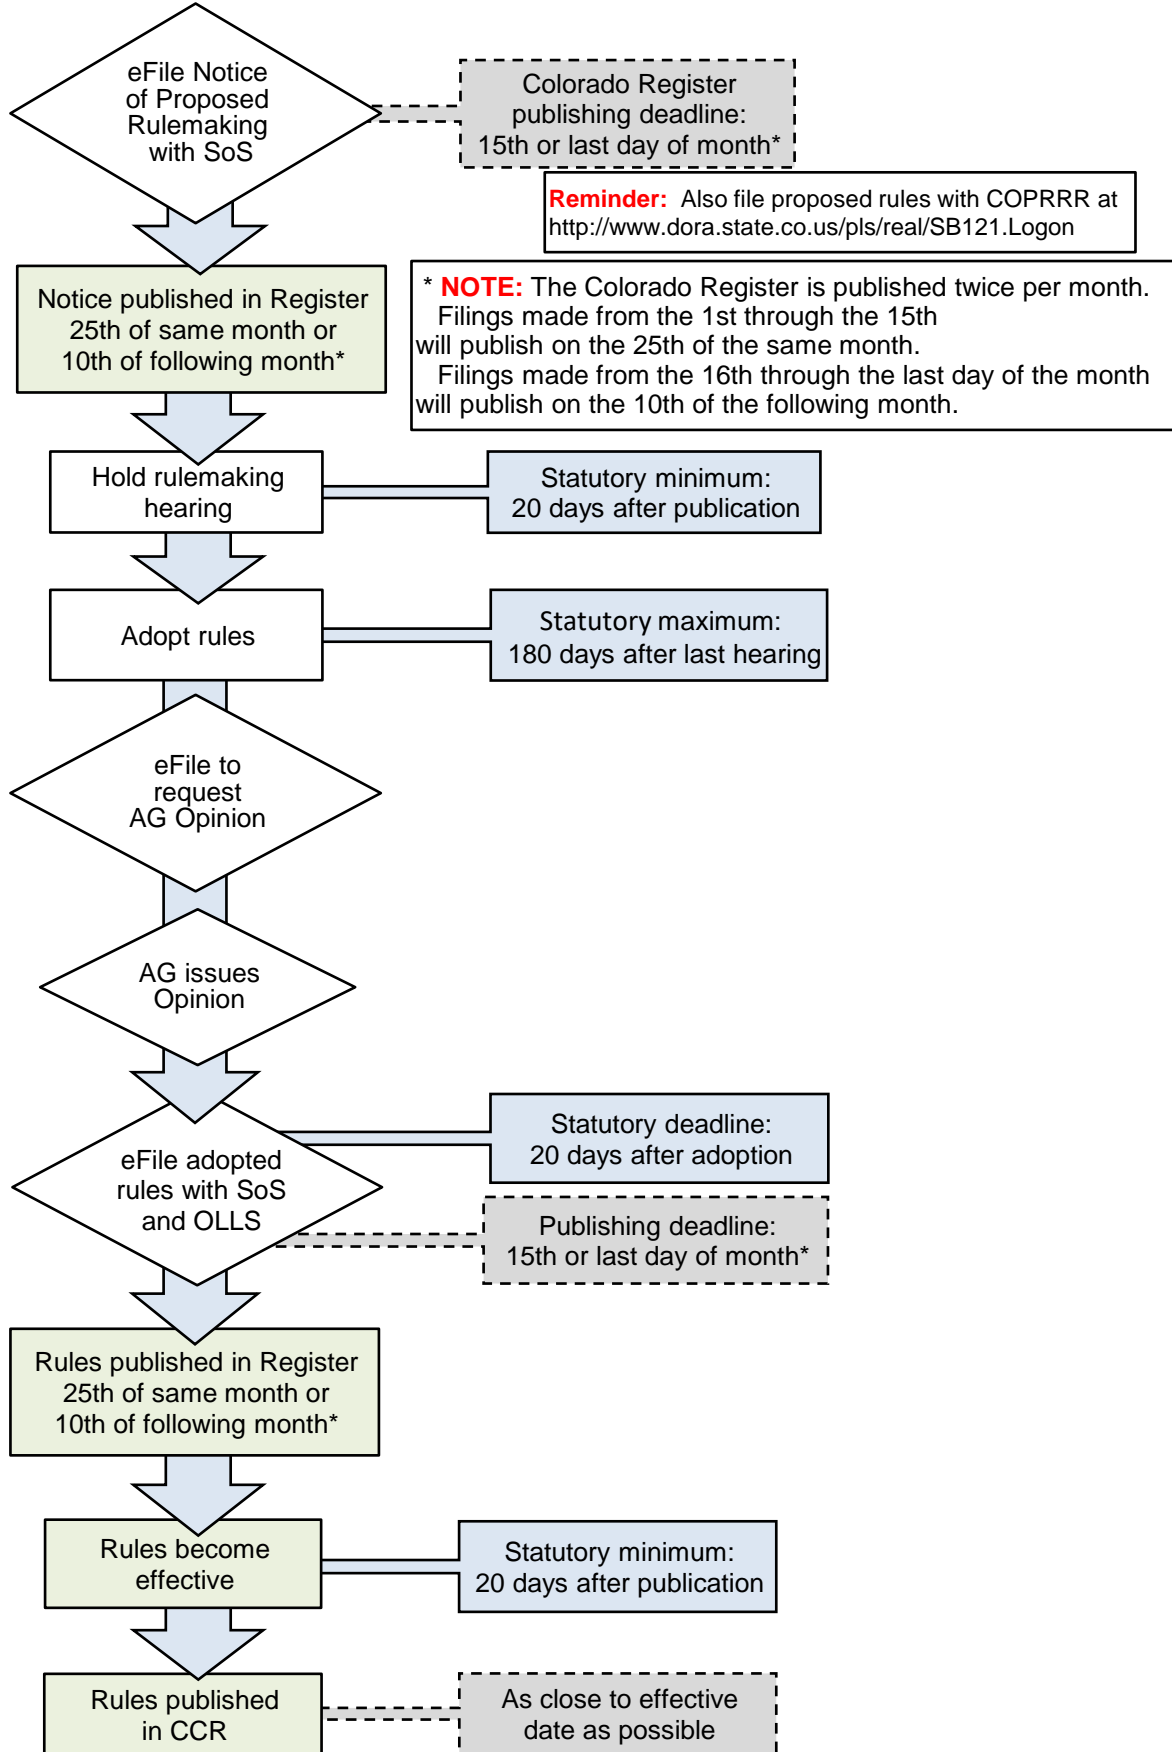 eFile Notice
of Proposed
Rulemaking
with SoS
Colorado Register
publishing deadline:
15th or last day of month*
Reminder: Also file proposed rules with COPRRR at
http://www.dora.state.co.us/pls/real/SB121.Logon
Notice published in Register
25th of same month or
10th of following month*
* NOTE: The Colorado Register is published twice per month.
Filings made from the 1st through the 15th
will publish on the 25th of the same month.
Filings made from the 16th through the last day of the month
will publish on the 10th of the following month.
Hold rulemaking
hearing
Statutory minimum:
20 days after publication
Adopt rules
Statutory maximum:
180 days after last hearing
eFile to
request
AG Opinion
AG issues
Opinion
eFile adopted
rules with SoS
and OLLS
Statutory deadline:
20 days after adoption
Publishing deadline:
15th or last day of month*
Rules published in Register
25th of same month or
10th of following month*
Rules become
effective
Statutory minimum:
20 days after publication
Rules published
in CCR
As close to effective
date as possible